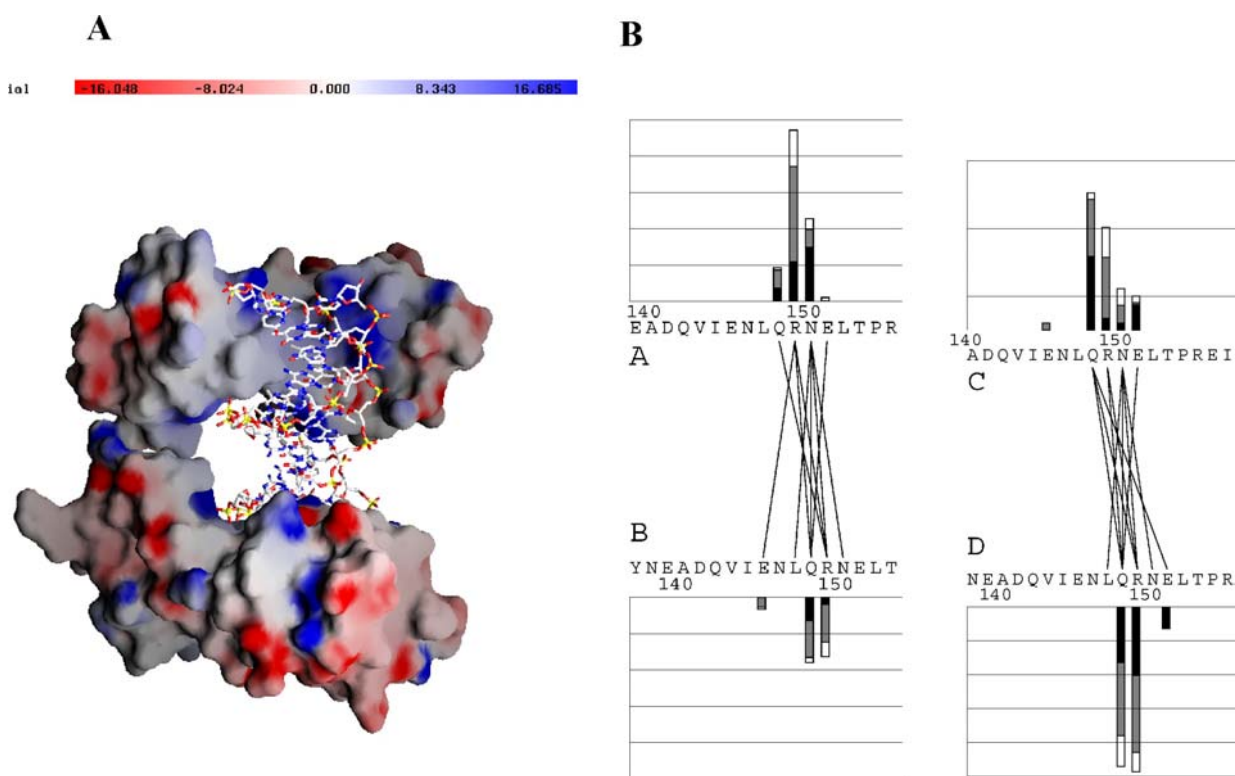 A
B
ial
-16.048 -8.024 0.000 8.343 16.685
140 150
EADQVIENLQRNELTPR
A
140 150
ADQVIENLQRNELTPREI
C
B
YNEADQVIENLQRNELT
140 150
D
NEADQVIENLQRNELTPR
140 150